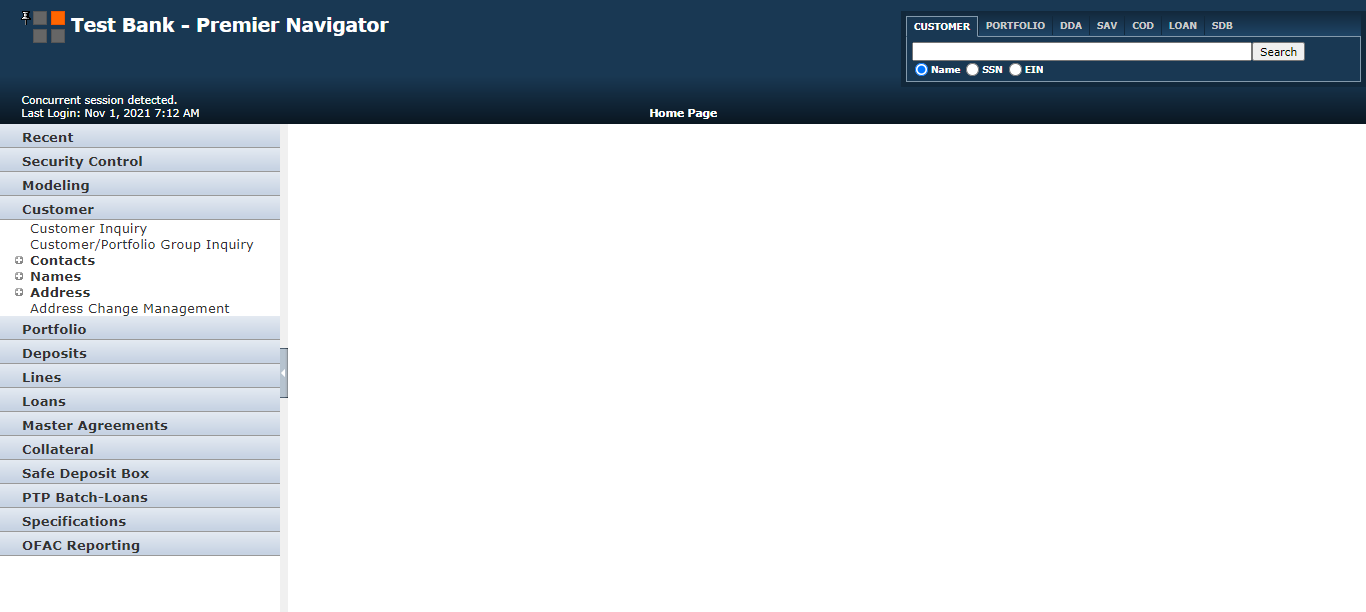 Test Bank - Premier Navigator
CUSTOMER PORTFOLIO DDA SAV COD LOAN SDB
Search
Name SSN EIN
Concurrent session detected.
Last Login: Nov 1, 2021 7:12 AM
Home Page
Recent
Security Control
Modeling
Customer
Customer Inquiry
Customer/Portfolio Group Inquiry
Contacts
Names
Address
Address Change Management
Portfolio
Deposits
Lines
Loans
Master Agreements
Collateral
Safe Deposit Box
PTP Batch-Loans
Specifications
OFAC Reporting